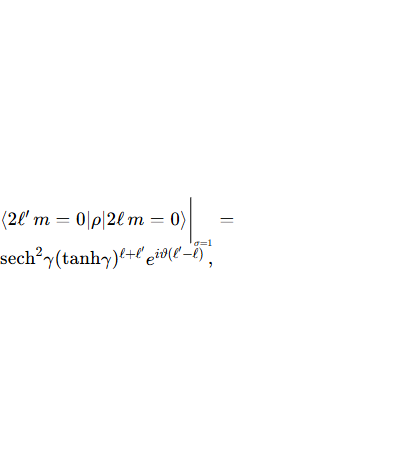 ⟨2ℓ′ m = 0|ρ|2ℓ m = 0⟩|_{σ=1} =
sech²γ(tanhγ)^{ℓ+ℓ′} e^{iϑ(ℓ′−ℓ)},